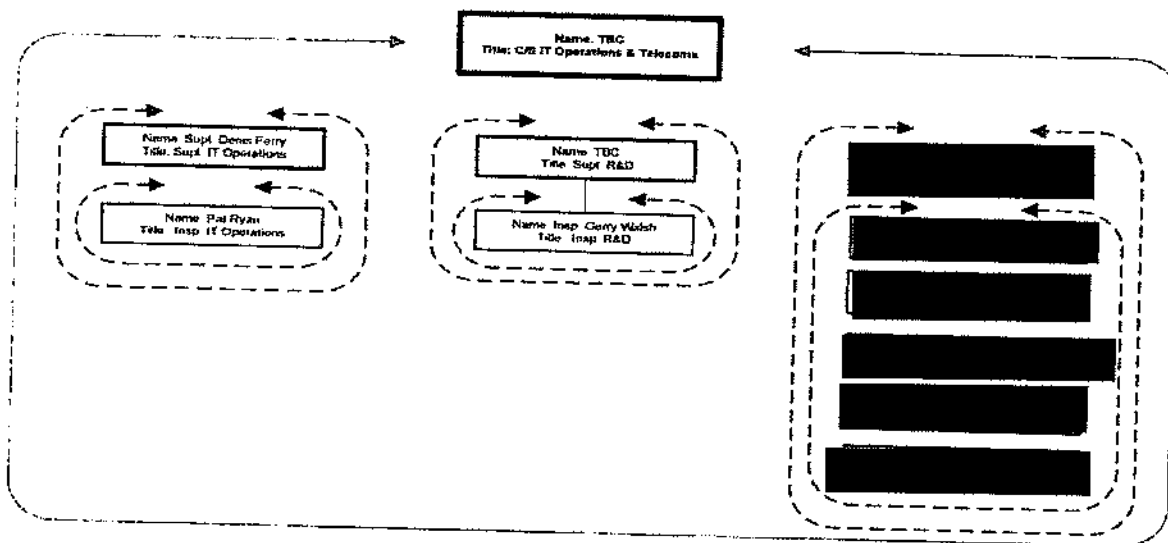 Name. TBC
Title: C/S IT Operations & Telecoms
Name Supt Denis Ferry
Title. Supt IT Operations
Name Pat Ryan
Title Insp IT Operations
Name TBC
Title Supt R&D
Name Insp Gerry Walsh
Title Insp R&D